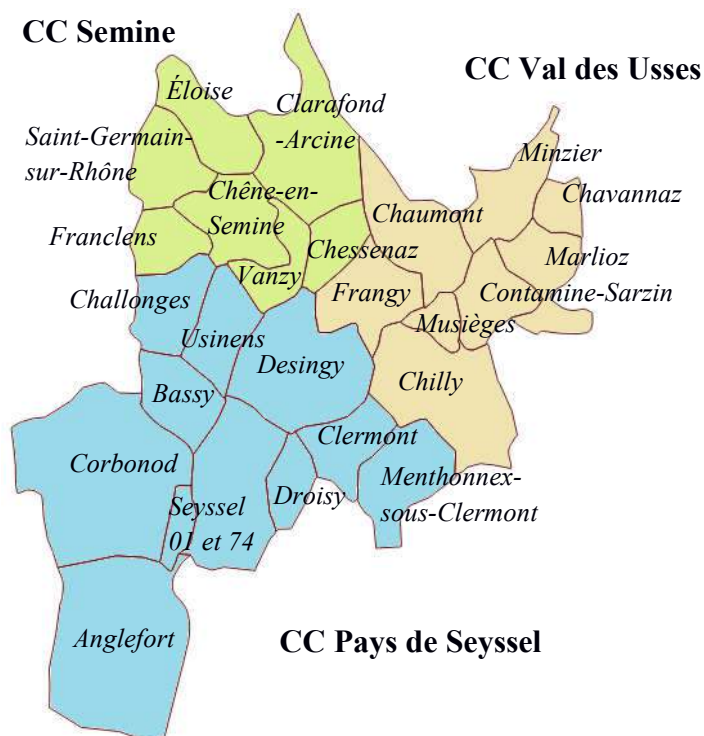 CC Semine
CC Val des Usses
Éloise
Clarafond
-Arcine
Saint-Germain-
sur-Rhône
Minzier
Chavannaz
Chêne-en-
Semine
Chaumont
Franclens
Chessenaz
Marlioz
Vanzy
Challonges
Frangy
Contamine-Sarzin
Musièges
Usinens
Desingy
Bassy
Chilly
Clermont
Corbonod
Menthonnex-
sous-Clermont
Droisy
Seyssel
01 et 74
Anglefort
CC Pays de Seyssel